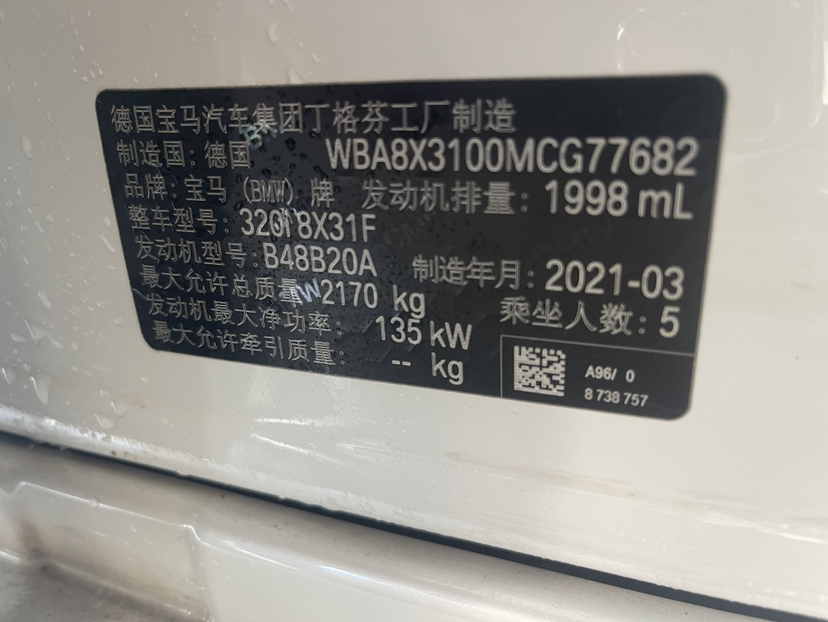 德国宝马汽车集团丁格芬工厂制造
制造国: 德国 WBA8X3100MCG77682
品牌: 宝马 (BMW) 牌 发动机排量: 1998 mL
整车型号: 320i 8X31F
发动机型号: B48B20A 制造年月: 2021-03
最大允许总质量 2170 kg 乘坐人数: 5
发动机最大净功率: 135 kW
最大允许牵引质量: -- kg
A96/ 0
8 738 757